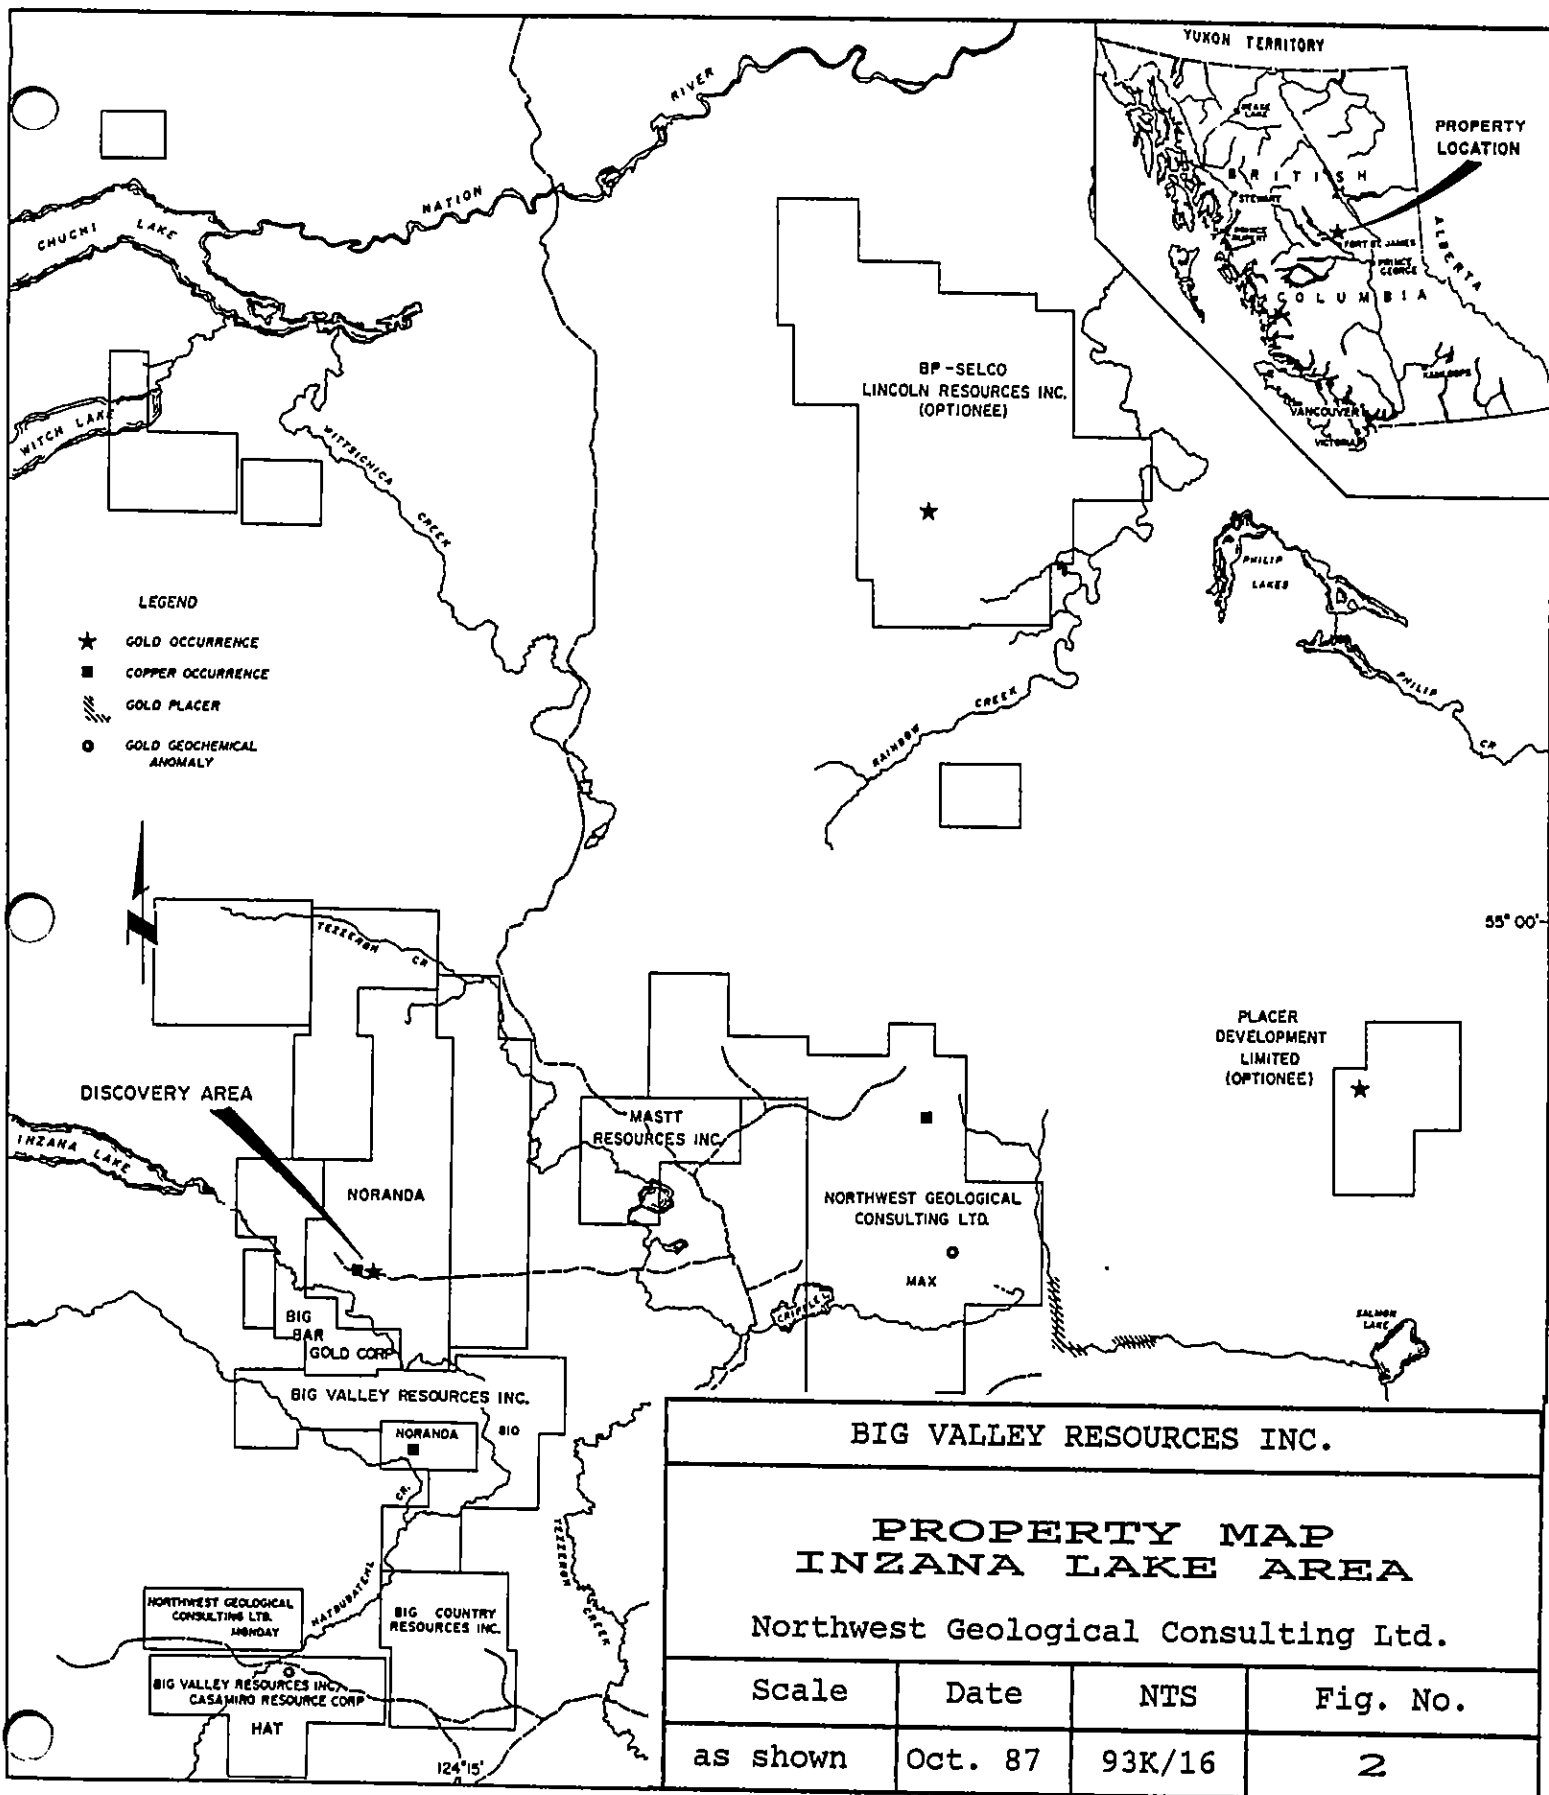 YUKON TERRITORY
PROPERTY
LOCATION
BRITISH
STEWART
PRINCE
RUPERT
FORT ST. JAMES
PRINCE
GEORGE
COLUMBIA
ALBERTA
KAMLOOPS
VANCOUVER
VICTORIA
NATION RIVER
CHUCHI LAKE
WITCH LAKE
WITTSICHICA CREEK
BP-SELCO
LINCOLN RESOURCES INC.
(OPTIONEE)
PHILIP
LAKES
PHILIP CR
RAINBOW CREEK
LEGEND
GOLD OCCURRENCE
COPPER OCCURRENCE
GOLD PLACER
GOLD GEOCHEMICAL
ANOMALY
55° 00'
TEZZERON CR
PLACER
DEVELOPMENT
LIMITED
(OPTIONEE)
DISCOVERY AREA
INZANA LAKE
MASTT
RESOURCES INC.
NORANDA
NORTHWEST GEOLOGICAL
CONSULTING LTD.
MAX
CRIPPLE L.
SALMON
LAKE
BIG
BAR
GOLD CORP
BIG VALLEY RESOURCES INC.
NORANDA
BIO
CR.
TEZZERON CREEK
NORTHWEST GEOLOGICAL
CONSULTING LTD.
MONDAY
BIG COUNTRY
RESOURCES INC.
BIG VALLEY RESOURCES INC.
CASAMIRO RESOURCE CORP
HAT
124°15'
BIG VALLEY RESOURCES INC.
PROPERTY MAP
INZANA LAKE AREA
Northwest Geological Consulting Ltd.
Scale Date NTS Fig. No.
as shown Oct. 87 93K/16 2